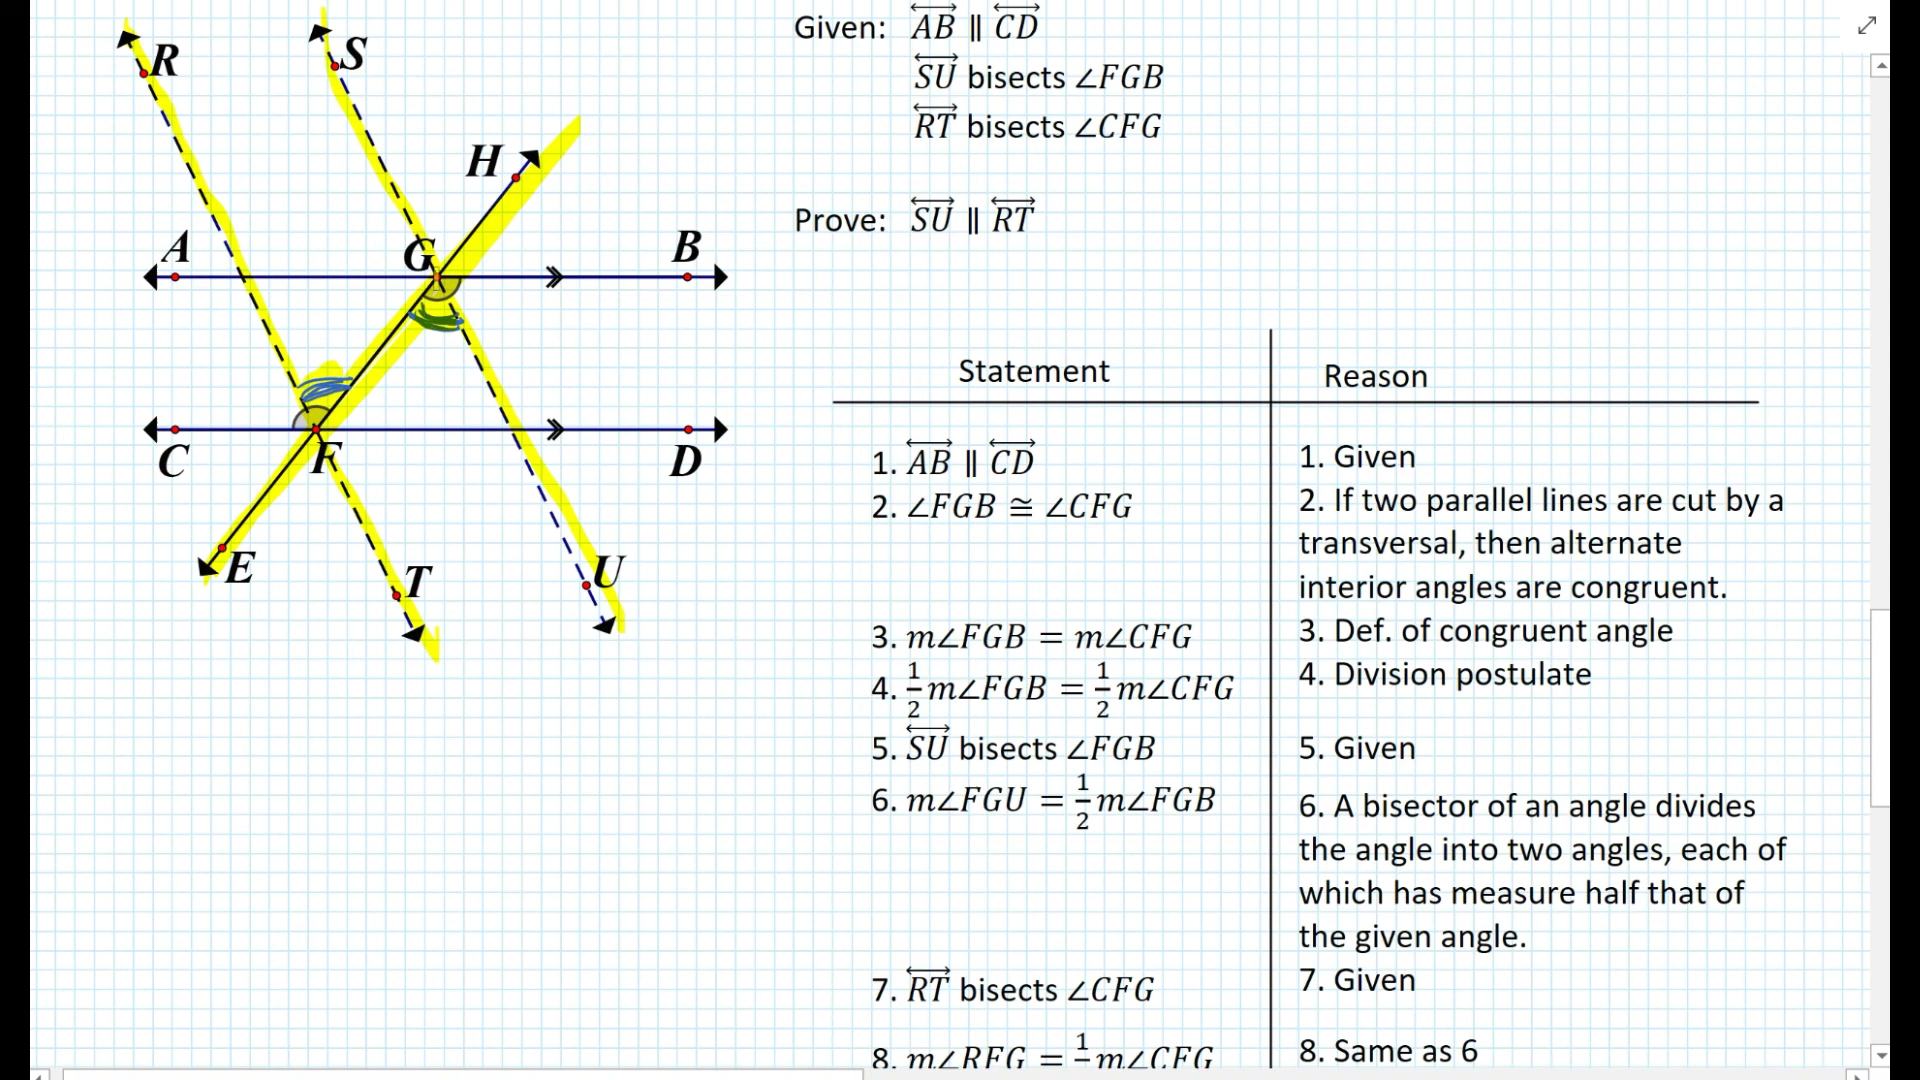 R
S
H
A
G
B
C
F
D
E
T
U
Given: AB ∥ CD
SU bisects ∠FGB
RT bisects ∠CFG
Prove: SU ∥ RT
Statement
Reason
1. AB ∥ CD
1. Given
2. ∠FGB ≅ ∠CFG
2. If two parallel lines are cut by a
transversal, then alternate
interior angles are congruent.
3. m∠FGB = m∠CFG
3. Def. of congruent angle
4. 1/2 m∠FGB = 1/2 m∠CFG
4. Division postulate
5. SU bisects ∠FGB
5. Given
6. m∠FGU = 1/2 m∠FGB
6. A bisector of an angle divides
the angle into two angles, each of
which has measure half that of
the given angle.
7. RT bisects ∠CFG
7. Given
8. m∠RFG = 1/ m∠CFG
8. Same as 6